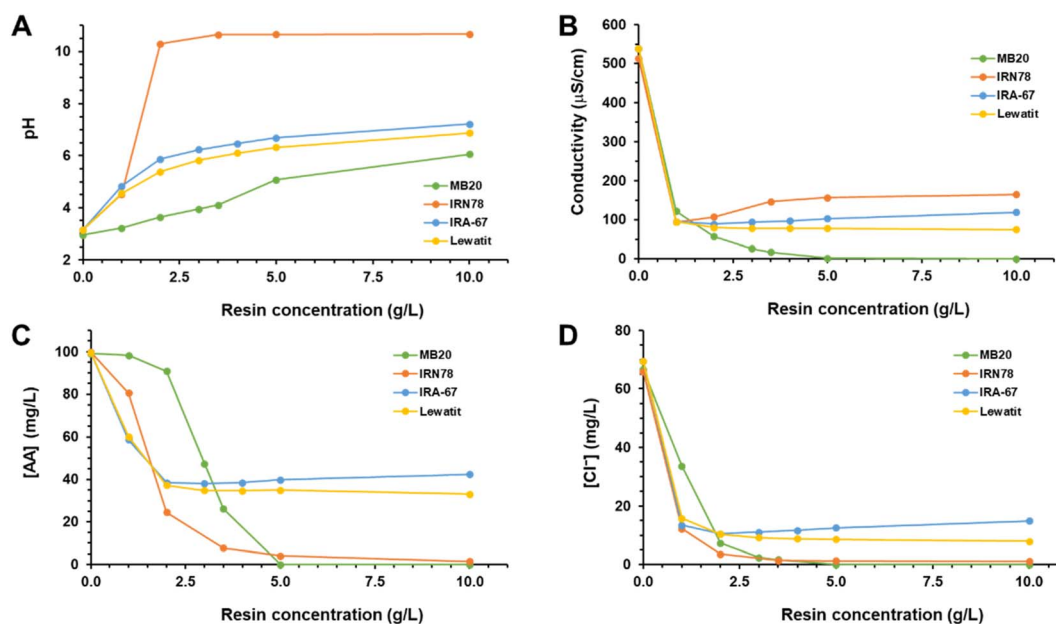 A
pH
10
8
6
4
2
0.0 2.5 5.0 7.5 10.0
Resin concentration (g/L)
MB20
IRN78
IRA-67
Lewatit
B
Conductivity (µS/cm)
600
500
400
300
200
100
0
0.0 2.5 5.0 7.5 10.0
Resin concentration (g/L)
MB20
IRN78
IRA-67
Lewatit
C
[AA] (mg/L)
100
80
60
40
20
0
0.0 2.5 5.0 7.5 10.0
Resin concentration (g/L)
MB20
IRN78
IRA-67
Lewatit
D
[Cl⁻] (mg/L)
80
60
40
20
0
0.0 2.5 5.0 7.5 10.0
Resin concentration (g/L)
MB20
IRN78
IRA-67
Lewatit